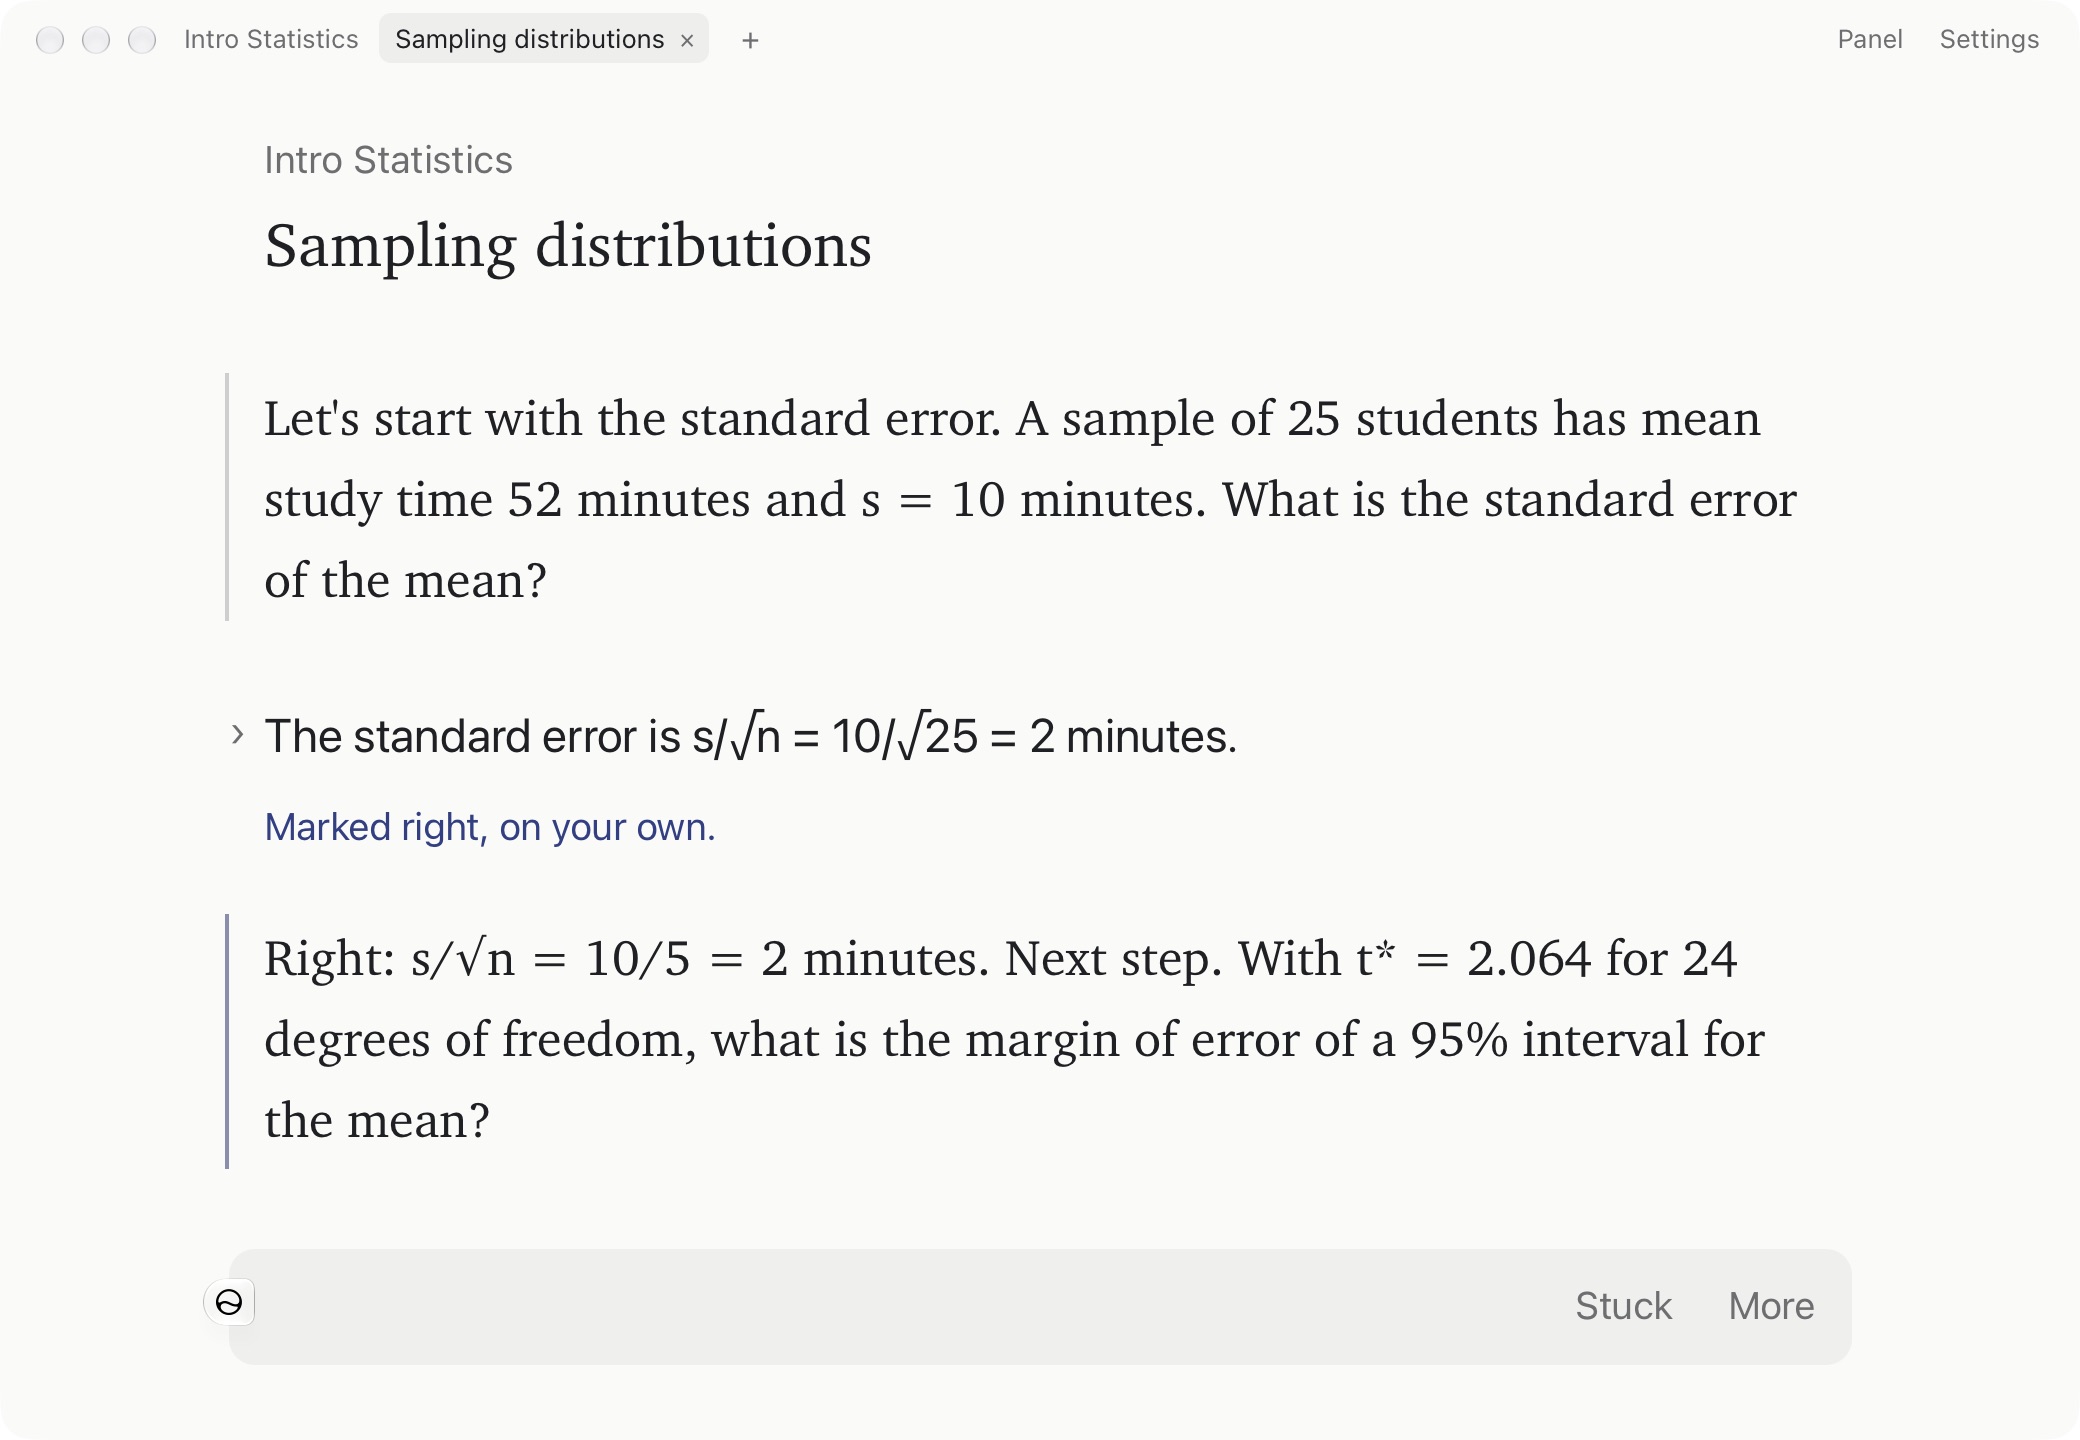 Intro Statistics
Sampling distributions ×
+
Panel
Settings
Intro Statistics
Sampling distributions
Let's start with the standard error. A sample of 25 students has mean
study time 52 minutes and s = 10 minutes. What is the standard error
of the mean?
› The standard error is s/√n = 10/√25 = 2 minutes.
Marked right, on your own.
Right: s/√n = 10/5 = 2 minutes. Next step. With t* = 2.064 for 24
degrees of freedom, what is the margin of error of a 95% interval for
the mean?
Stuck
More